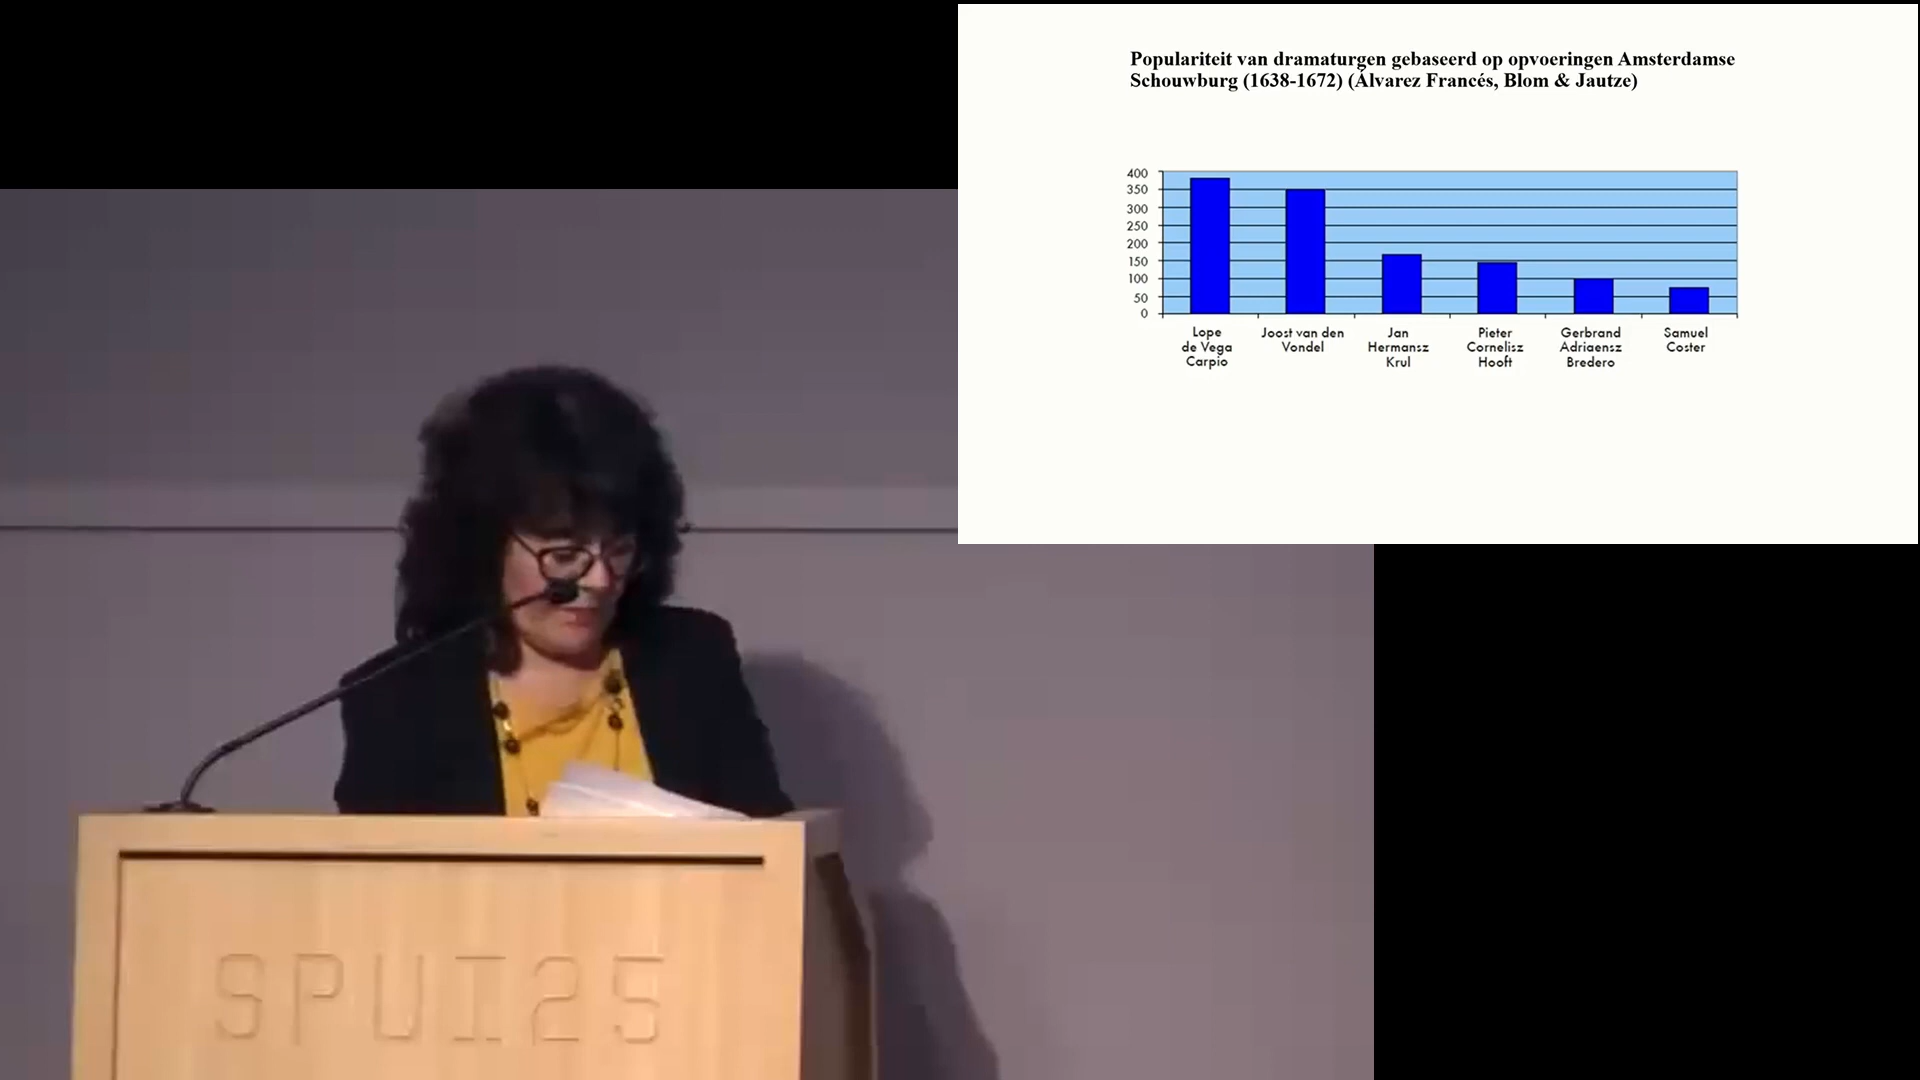 Populariteit van dramaturgen gebaseerd op opvoeringen Amsterdamse
Schouwburg (1638-1672) (Álvarez Francés, Blom & Jautze)
400
350
300
250
200
150
100
50
0
Lope
de Vega
Carpio
Joost van den
Vondel
Jan
Hermansz
Krul
Pieter
Cornelisz
Hooft
Gerbrand
Adriaensz
Bredero
Samuel
Coster
SPUI25